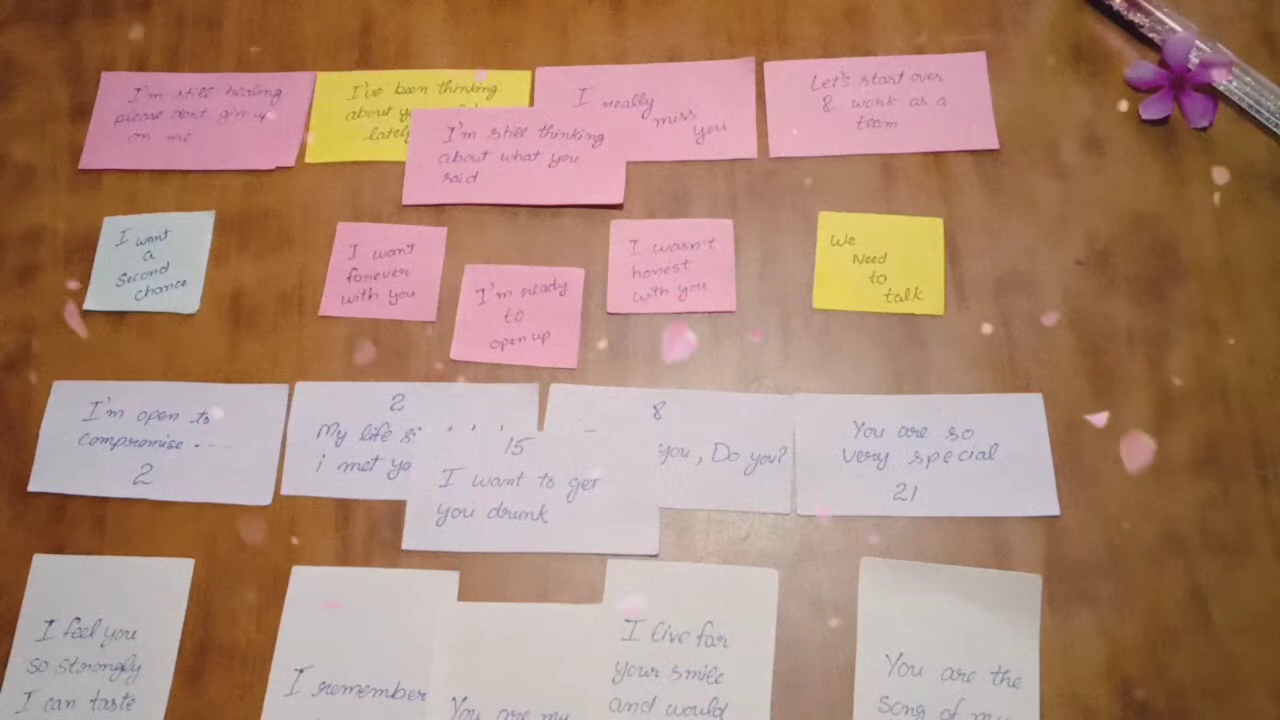 I'm still healing
please dont give up
on me
I've been thinking
about
lately
I'm still thinking
about what you
said
I really
miss
you
Let's start over
& work as a
team
I want
a
Second
chance
I want
forever
with you
I'm ready
to
open up
I wasn't
honest
with you
We
Need
to
talk
I'm open to
compromise ....
2
2
My life
i met
15
I want to get
you drunk
8
you, Do you?
You are so
very special
21
I feel you
so strongly
I can taste
I remember
You are my
I live for
your smile
and would
You are the
song of